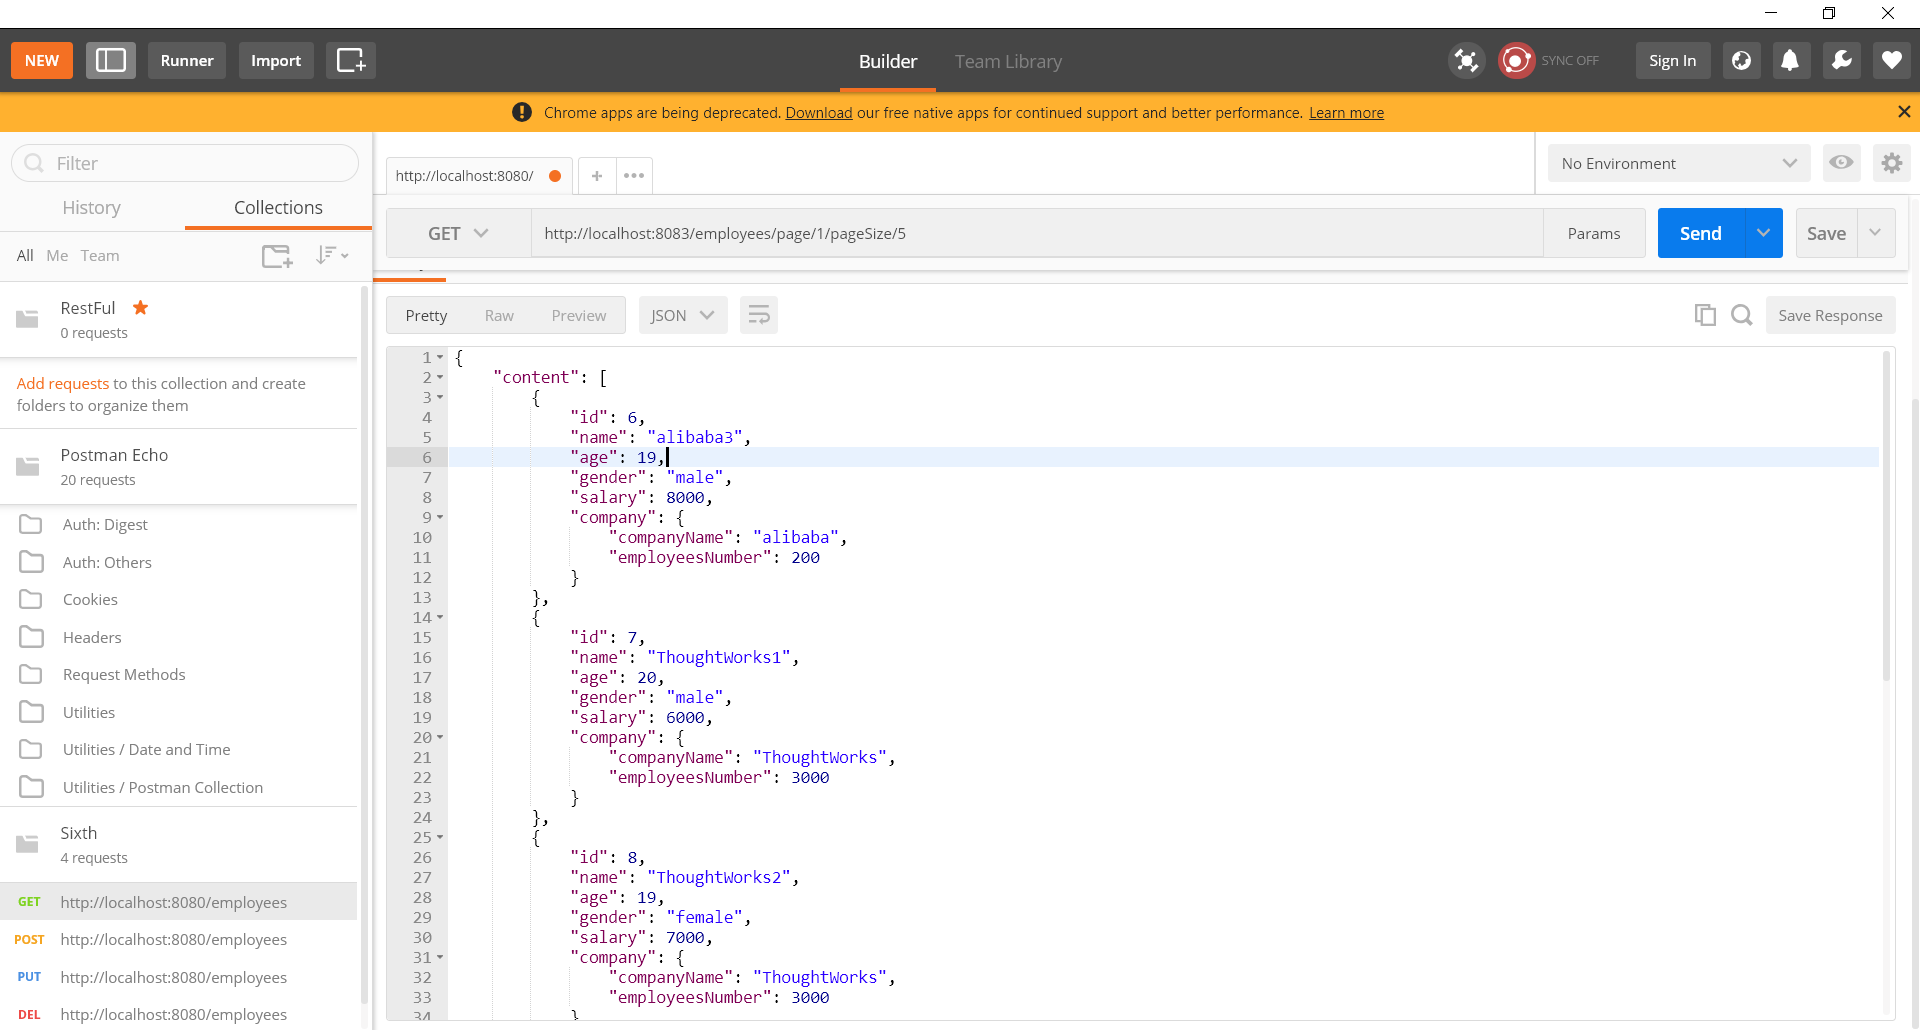 NEW Runner Import Builder Team Library SYNC OFF Sign In
Chrome apps are being deprecated. Download our free native apps for continued support and better performance. Learn more
Filter
History Collections
All Me Team
RestFul
0 requests
Add requests to this collection and create
folders to organize them
Postman Echo
20 requests
Auth: Digest
Auth: Others
Cookies
Headers
Request Methods
Utilities
Utilities / Date and Time
Utilities / Postman Collection
Sixth
4 requests
GET http://localhost:8080/employees
POST http://localhost:8080/employees
PUT http://localhost:8080/employees
DEL http://localhost:8080/employees
http://localhost:8080/
No Environment
GET http://localhost:8083/employees/page/1/pageSize/5 Params Send Save
Pretty Raw Preview JSON Save Response
1 {
2 "content": [
3 {
4 "id": 6,
5 "name": "alibaba3",
6 "age": 19,
7 "gender": "male",
8 "salary": 8000,
9 "company": {
10 "companyName": "alibaba",
11 "employeesNumber": 200
12 }
13 },
14 {
15 "id": 7,
16 "name": "ThoughtWorks1",
17 "age": 20,
18 "gender": "male",
19 "salary": 6000,
20 "company": {
21 "companyName": "ThoughtWorks",
22 "employeesNumber": 3000
23 }
24 },
25 {
26 "id": 8,
27 "name": "ThoughtWorks2",
28 "age": 19,
29 "gender": "female",
30 "salary": 7000,
31 "company": {
32 "companyName": "ThoughtWorks",
33 "employeesNumber": 3000
34 }